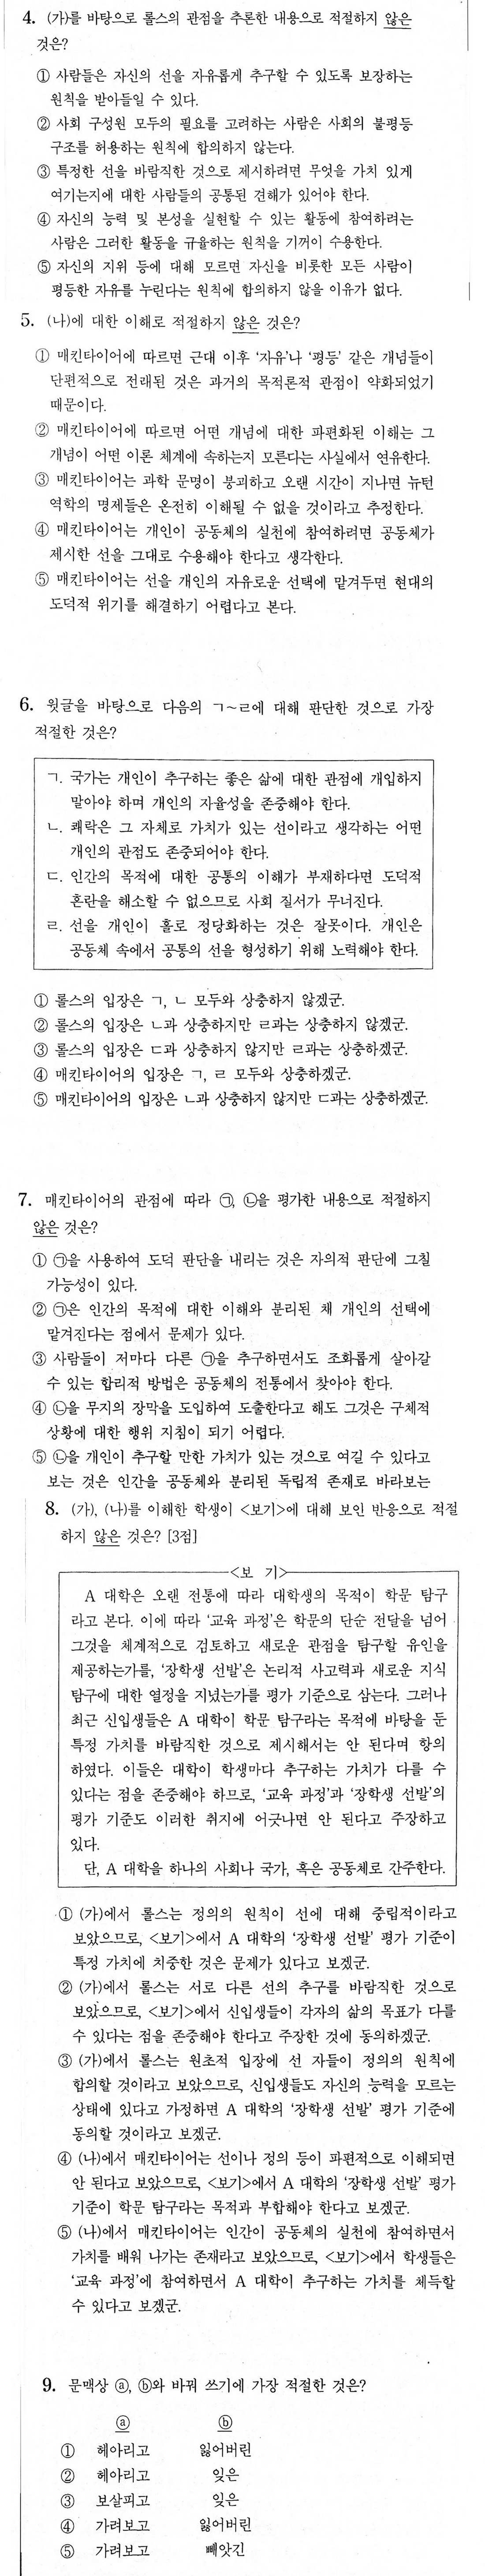 4. (가)를 바탕으로 롤스의 관점을 추론한 내용으로 적절하지 않은
것은?
① 사람들은 자신의 선을 자유롭게 추구할 수 있도록 보장하는
원칙을 받아들일 수 있다.
② 사회 구성원 모두의 필요를 고려하는 사람은 사회의 불평등
구조를 허용하는 원칙에 합의하지 않는다.
③ 특정한 선을 바람직한 것으로 제시하려면 무엇을 가치 있게
여기는지에 대한 사람들의 공통된 견해가 있어야 한다.
④ 자신의 능력 및 본성을 실현할 수 있는 활동에 참여하려는
사람은 그러한 활동을 규율하는 원칙을 기꺼이 수용한다.
⑤ 자신의 지위 등에 대해 모르면 자신을 비롯한 모든 사람이
평등한 자유를 누린다는 원칙에 합의하지 않을 이유가 없다.
5. (나)에 대한 이해로 적절하지 않은 것은?
① 매킨타이어에 따르면 근대 이후 ‘자유’나 ‘평등’ 같은 개념들이
단편적으로 전래된 것은 과거의 목적론적 관점이 약화되었기
때문이다.
② 매킨타이어에 따르면 어떤 개념에 대한 파편화된 이해는 그
개념이 어떤 이론 체계에 속하는지 모른다는 사실에서 연유한다.
③ 매킨타이어는 과학 문명이 붕괴하고 오랜 시간이 지나면 뉴턴
역학의 명제들은 온전히 이해될 수 없을 것이라고 추정한다.
④ 매킨타이어는 개인이 공동체의 실천에 참여하려면 공동체가
제시한 선을 그대로 수용해야 한다고 생각한다.
⑤ 매킨타이어는 선을 개인의 자유로운 선택에 맡겨두면 현대의
도덕적 위기를 해결하기 어렵다고 본다.
6. 윗글을 바탕으로 다음의 ㄱ~ㄹ에 대해 판단한 것으로 가장
적절한 것은?
ㄱ. 국가는 개인이 추구하는 좋은 삶에 대한 관점에 개입하지
말아야 하며 개인의 자율성을 존중해야 한다.
ㄴ. 쾌락은 그 자체로 가치가 있는 선이라고 생각하는 어떤
개인의 관점도 존중되어야 한다.
ㄷ. 인간의 목적에 대한 공통의 이해가 부재하다면 도덕적
혼란을 해소할 수 없으므로 사회 질서가 무너진다.
ㄹ. 선을 개인이 홀로 정당화하는 것은 잘못이다. 개인은
공동체 속에서 공통의 선을 형성하기 위해 노력해야 한다.
① 롤스의 입장은 ㄱ, ㄴ 모두와 상충하지 않겠군.
② 롤스의 입장은 ㄴ과 상충하지만 ㄹ과는 상충하지 않겠군.
③ 롤스의 입장은 ㄷ과 상충하지 않지만 ㄹ과는 상충하겠군.
④ 매킨타이어의 입장은 ㄱ, ㄹ 모두와 상충하겠군.
⑤ 매킨타이어의 입장은 ㄴ과 상충하지 않지만 ㄷ과는 상충하겠군.
7. 매킨타이어의 관점에 따라 ㉠, ㉡을 평가한 내용으로 적절하지
않은 것은?
① ㉠을 사용하여 도덕 판단을 내리는 것은 자의적 판단에 그칠
가능성이 있다.
② ㉠은 인간의 목적에 대한 이해와 분리된 채 개인의 선택에
맡겨진다는 점에서 문제가 있다.
③ 사람들이 저마다 다른 ㉠을 추구하면서도 조화롭게 살아갈
수 있는 합리적 방법은 공동체의 전통에서 찾아야 한다.
④ ㉡을 무지의 장막을 도입하여 도출한다고 해도 그것은 구체적
상황에 대한 행위 지침이 되기 어렵다.
⑤ ㉡을 개인이 추구할 만한 가치가 있는 것으로 여길 수 있다고
보는 것은 인간을 공동체와 분리된 독립적 존재로 바라보는
8. (가), (나)를 이해한 학생이 <보기>에 대해 보인 반응으로 적절
하지 않은 것은? [3점]
<보 기>
A 대학은 오랜 전통에 따라 대학생의 목적이 학문 탐구
라고 본다. 이에 따라 ‘교육 과정’은 학문의 단순 전달을 넘어
그것을 체계적으로 검토하고 새로운 관점을 탐구할 유인을
제공하는가를, ‘장학생 선발’은 논리적 사고력과 새로운 지식
탐구에 대한 열정을 지녔는가를 평가 기준으로 삼는다. 그러나
최근 신입생들은 A 대학이 학문 탐구라는 목적에 바탕을 둔
특정 가치를 바람직한 것으로 제시해서는 안 된다며 항의
하였다. 이들은 대학이 학생마다 추구하는 가치가 다를 수
있다는 점을 존중해야 하므로, ‘교육 과정’과 ‘장학생 선발’의
평가 기준도 이러한 취지에 어긋나면 안 된다고 주장하고
있다.
단, A 대학을 하나의 사회나 국가, 혹은 공동체로 간주한다.
① (가)에서 롤스는 정의의 원칙이 선에 대해 중립적이라고
보았으므로, <보기>에서 A 대학의 ‘장학생 선발’ 평가 기준이
특정 가치에 치중한 것은 문제가 있다고 보겠군.
② (가)에서 롤스는 서로 다른 선의 추구를 바람직한 것으로
보았으므로, <보기>에서 신입생들이 각자의 삶의 목표가 다를
수 있다는 점을 존중해야 한다고 주장한 것에 동의하겠군.
③ (가)에서 롤스는 원초적 입장에 선 자들이 정의의 원칙에
합의할 것이라고 보았으므로, 신입생들도 자신의 능력을 모르는
상태에 있다고 가정하면 A 대학의 ‘장학생 선발’ 평가 기준에
동의할 것이라고 보겠군.
④ (나)에서 매킨타이어는 선이나 정의 등이 파편적으로 이해되면
안 된다고 보았으므로, <보기>에서 A 대학의 ‘장학생 선발’ 평가
기준이 학문 탐구라는 목적과 부합해야 한다고 보겠군.
⑤ (나)에서 매킨타이어는 인간이 공동체의 실천에 참여하면서
가치를 배워 나가는 존재라고 보았으므로, <보기>에서 학생들은
‘교육 과정’에 참여하면서 A 대학이 추구하는 가치를 체득할
수 있다고 보겠군.
9. 문맥상 ⓐ, ⓑ와 바꿔 쓰기에 가장 적절한 것은?
ⓐ ⓑ
① 헤아리고 잃어버린
② 헤아리고 잊은
③ 보살피고 잊은
④ 가려보고 잃어버린
⑤ 가려보고 빼앗긴